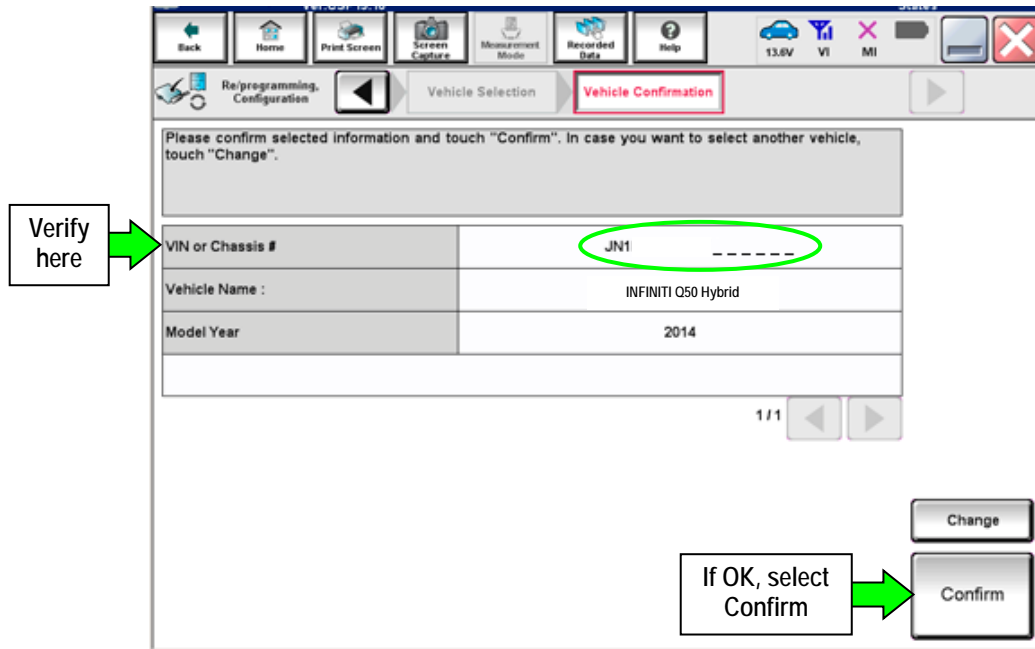 Back
Home
Print Screen
Screen Capture
Measurement Mode
Recorded Data
Help
13.6V
VI
MI
Re/programming, Configuration
Vehicle Selection
Vehicle Confirmation
Please confirm selected information and touch "Confirm". In case you want to select another vehicle,
touch "Change".
Verify
here
VIN or Chassis #
JN1 _ _ _ _ _ _
Vehicle Name :
INFINITI Q50 Hybrid
Model Year
2014
1/1
Change
If OK, select
Confirm
Confirm